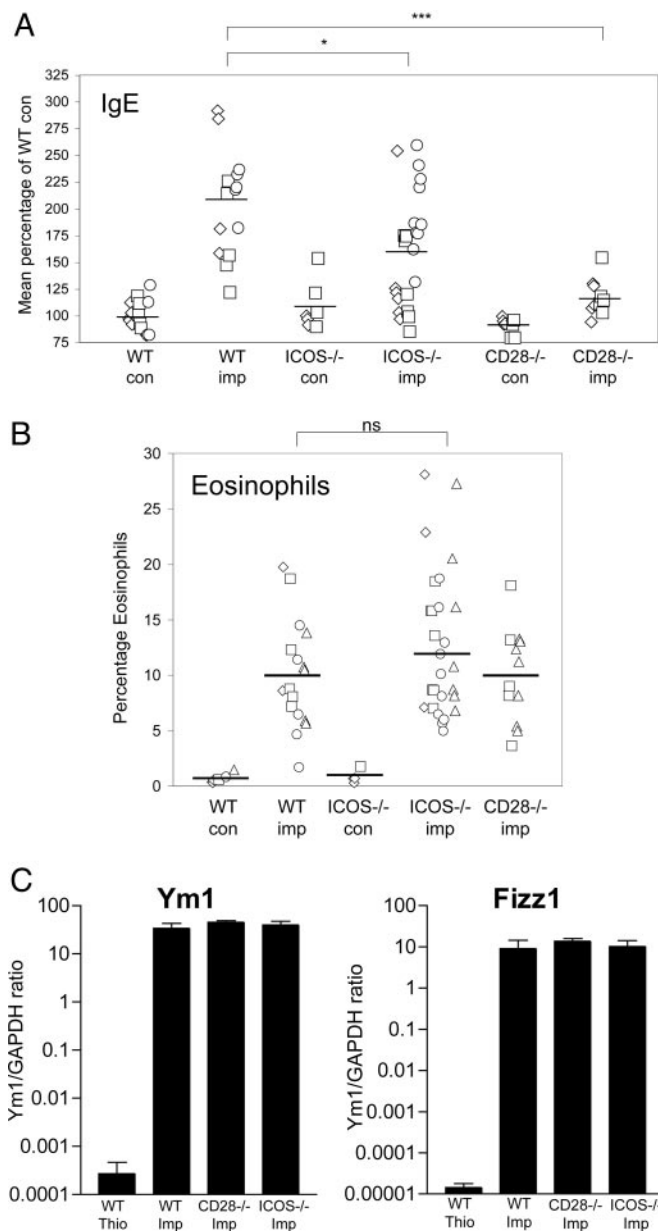 A
***
*
325
300
275
250
225
200
175
150
125
100
75
Mean percentage of WT con
IgE
WT con
WT imp
ICOS-/- con
ICOS-/- imp
CD28-/- con
CD28-/- imp
B
ns
30
25
20
15
10
5
0
Percentage Eosinophils
Eosinophils
WT con
WT imp
ICOS-/- con
ICOS-/- imp
CD28-/- imp
C
Ym1
100
10
1
0.1
0.01
0.001
0.0001
Ym1/GAPDH ratio
WT Thio
WT Imp
CD28-/- Imp
ICOS-/- Imp
Fizz1
100
10
1
0.1
0.01
0.001
0.0001
0.00001
Ym1/GAPDH ratio
WT Thio
WT Imp
CD28-/- Imp
ICOS-/- Imp